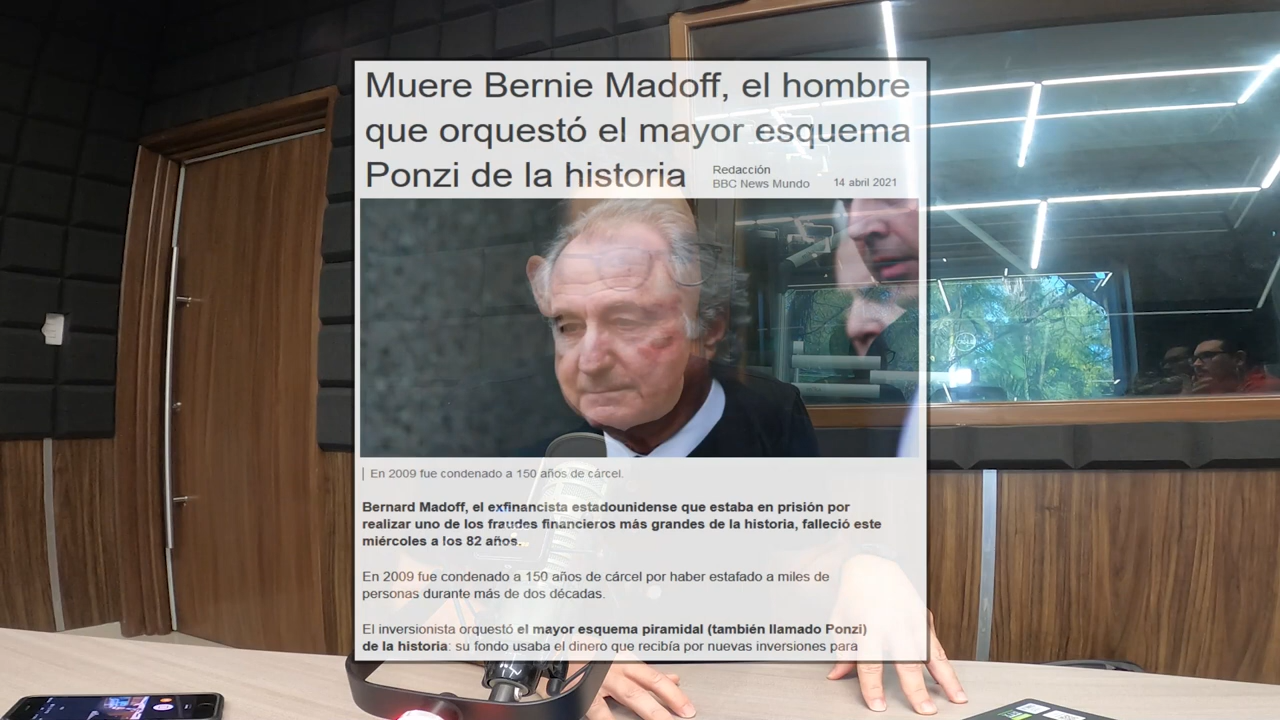 Muere Bernie Madoff, el hombre
que orquestó el mayor esquema
Ponzi de la historia
Redacción
BBC News Mundo
14 abril 2021
En 2009 fue condenado a 150 años de cárcel.
Bernard Madoff, el exfinancista estadounidense que estaba en prisión por
realizar uno de los fraudes financieros más grandes de la historia, falleció este
miércoles a los 82 años.
En 2009 fue condenado a 150 años de cárcel por haber estafado a miles de
personas durante más de dos décadas.
El inversionista orquestó el mayor esquema piramidal (también llamado Ponzi)
de la historia: su fondo usaba el dinero que recibía por nuevas inversiones para